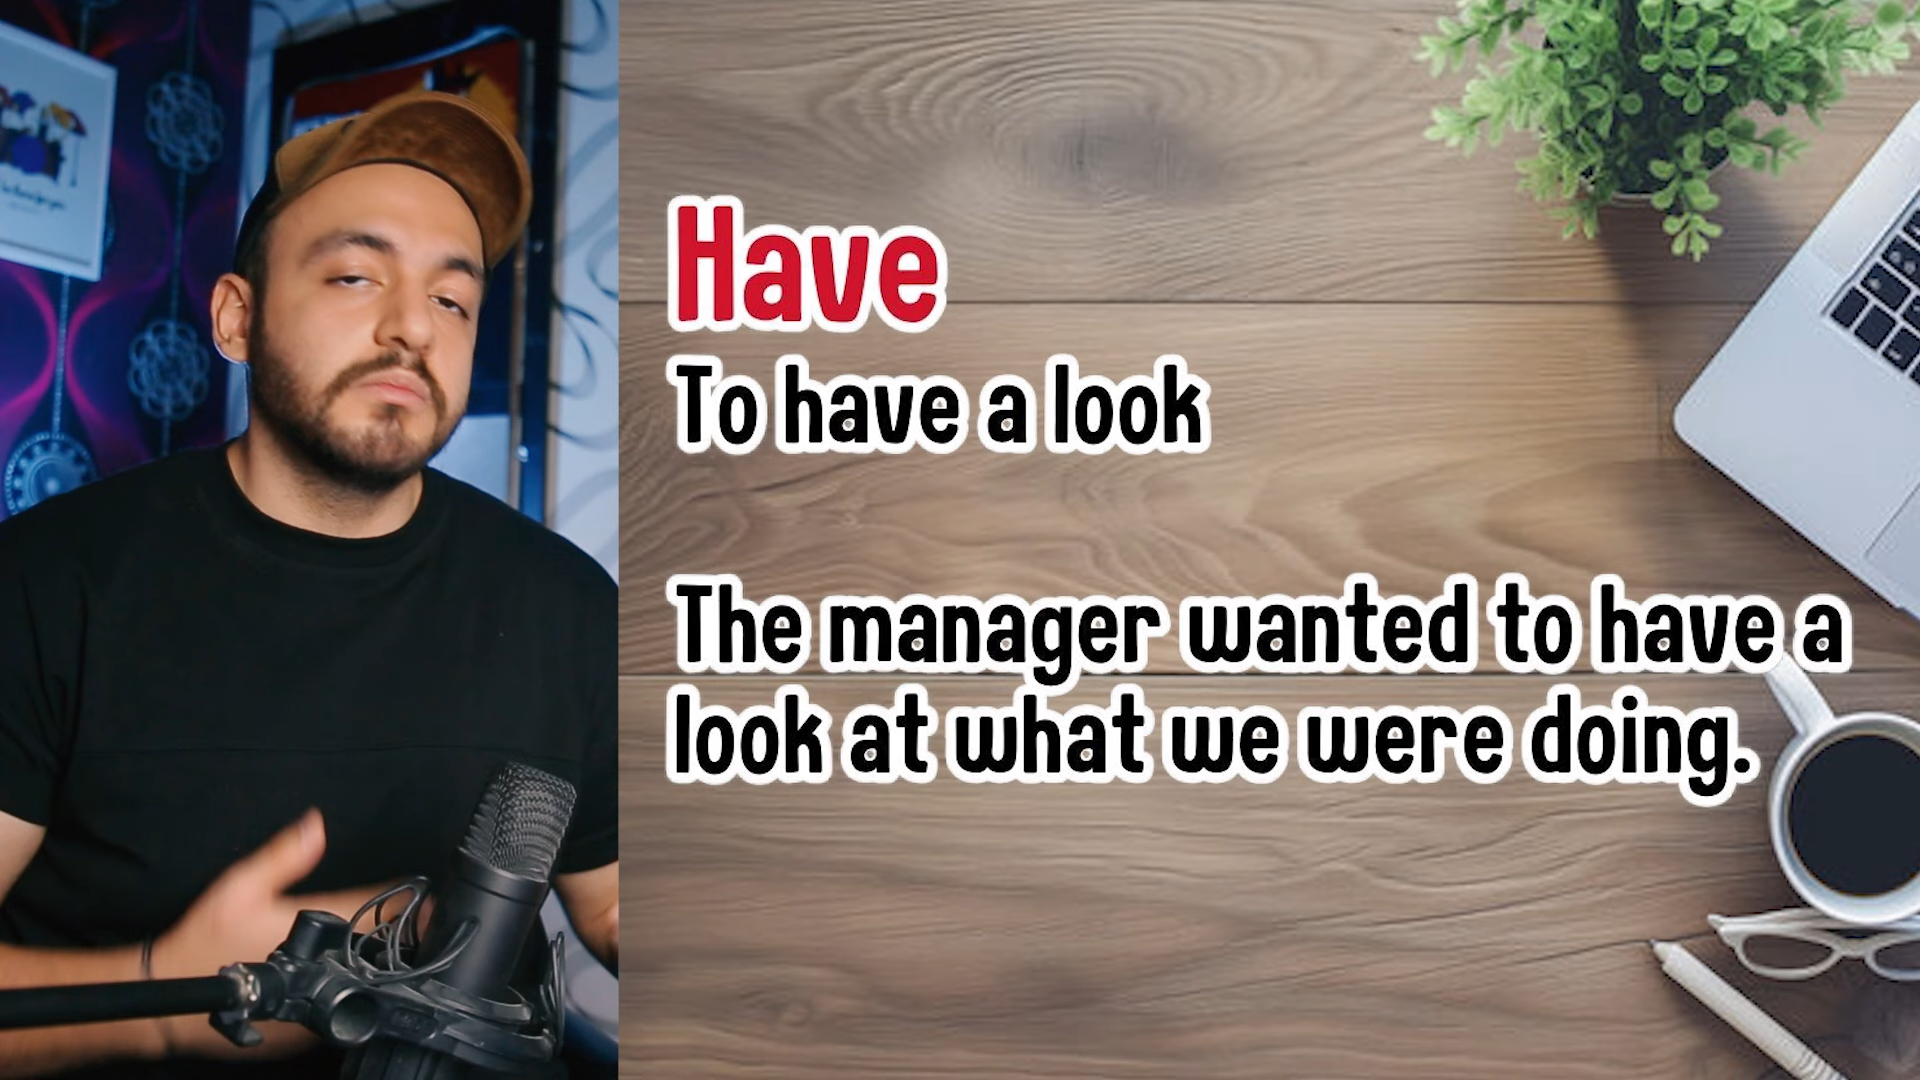 Have
To have a look
The manager wanted to have a
look at what we were doing.